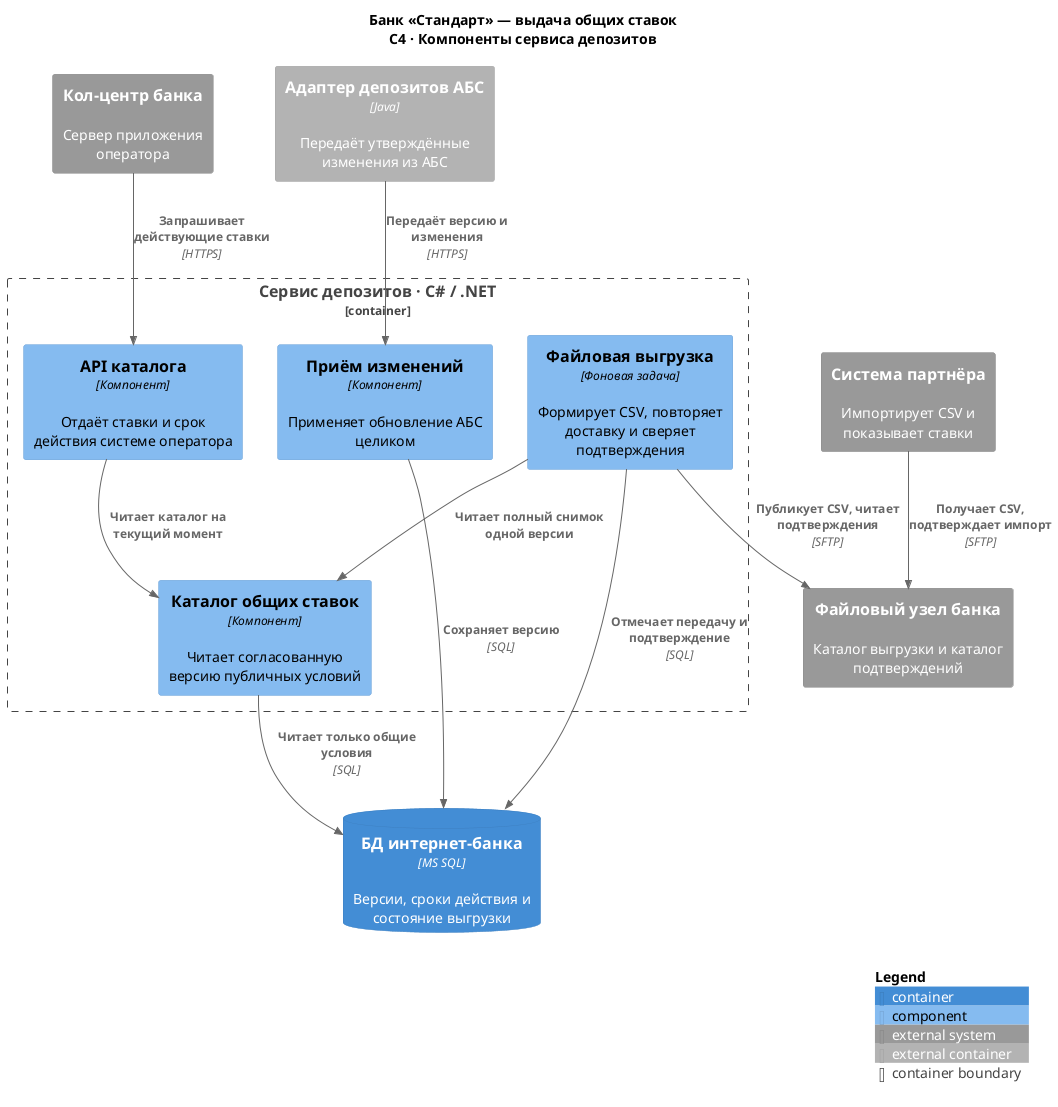 Банк «Стандарт» — выдача общих ставок
C4 · Компоненты сервиса депозитов
Кол-центр банка
Сервер приложения
оператора
Адаптер депозитов АБС
[Java]
Передаёт утверждённые
изменения из АБС
Запрашивает
действующие ставки
[HTTPS]
Передаёт версию и
изменения
[HTTPS]
Сервис депозитов · C# / .NET
[container]
API каталога
[Компонент]
Отдаёт ставки и срок
действия системе оператора
Приём изменений
[Компонент]
Применяет обновление АБС
целиком
Файловая выгрузка
[Фоновая задача]
Формирует CSV, повторяет
доставку и сверяет
подтверждения
Система партнёра
Импортирует CSV и
показывает ставки
Читает каталог на
текущий момент
Читает полный снимок
одной версии
Публикует CSV, читает
подтверждения
[SFTP]
Получает CSV,
подтверждает импорт
[SFTP]
Каталог общих ставок
[Компонент]
Читает согласованную
версию публичных условий
Сохраняет версию
[SQL]
Отмечает передачу и
подтверждение
[SQL]
Файловый узел банка
Каталог выгрузки и каталог
подтверждений
Читает только общие
условия
[SQL]
БД интернет-банка
[MS SQL]
Версии, сроки действия и
состояние выгрузки
Legend
container
component
external system
external container
container boundary